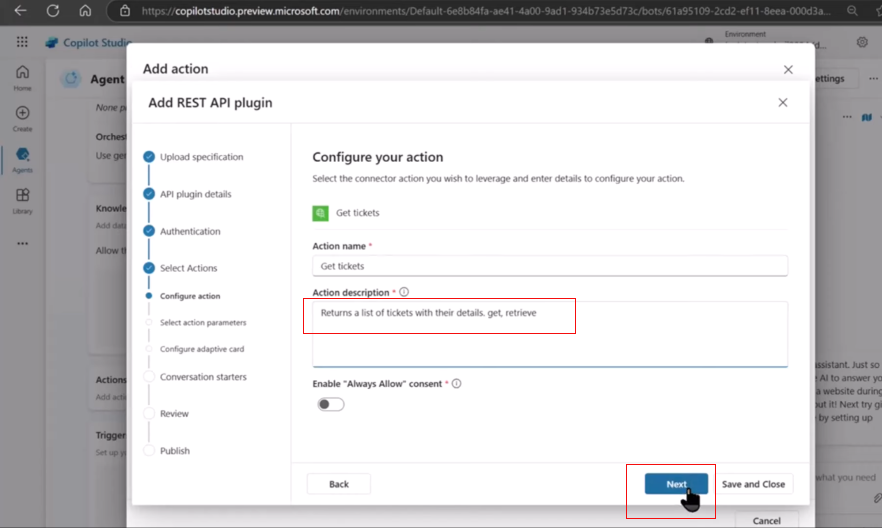 https://copilotstudio.preview.microsoft.com/environments/Default-6e8b84fa-ae41-4a00-9ad1-934b73e5d73c/bots/61a95109-2cd2-ef11-8eea-000d3a...
Copilot Studio
Environment
Home
Create
Agents
Library
Agent
ettings
None p
Orchest
Use gen
Knowle
Add data
Allow th
Actions
Add acti
Trigger
Set up y
Add action
Add REST API plugin
Upload specification
API plugin details
Authentication
Select Actions
Configure action
Select action parameters
Configure adaptive card
Conversation starters
Review
Publish
Configure your action
Select the connector action you wish to leverage and enter details to configure your action.
Get tickets
Action name *
Get tickets
Action description *
Returns a list of tickets with their details. get, retrieve
Enable "Always Allow" consent *
Back
Next
Save and Close
Cancel
assistant. Just so
AI to answer yo
a website during
out it! Next try gi
by setting up
what you need